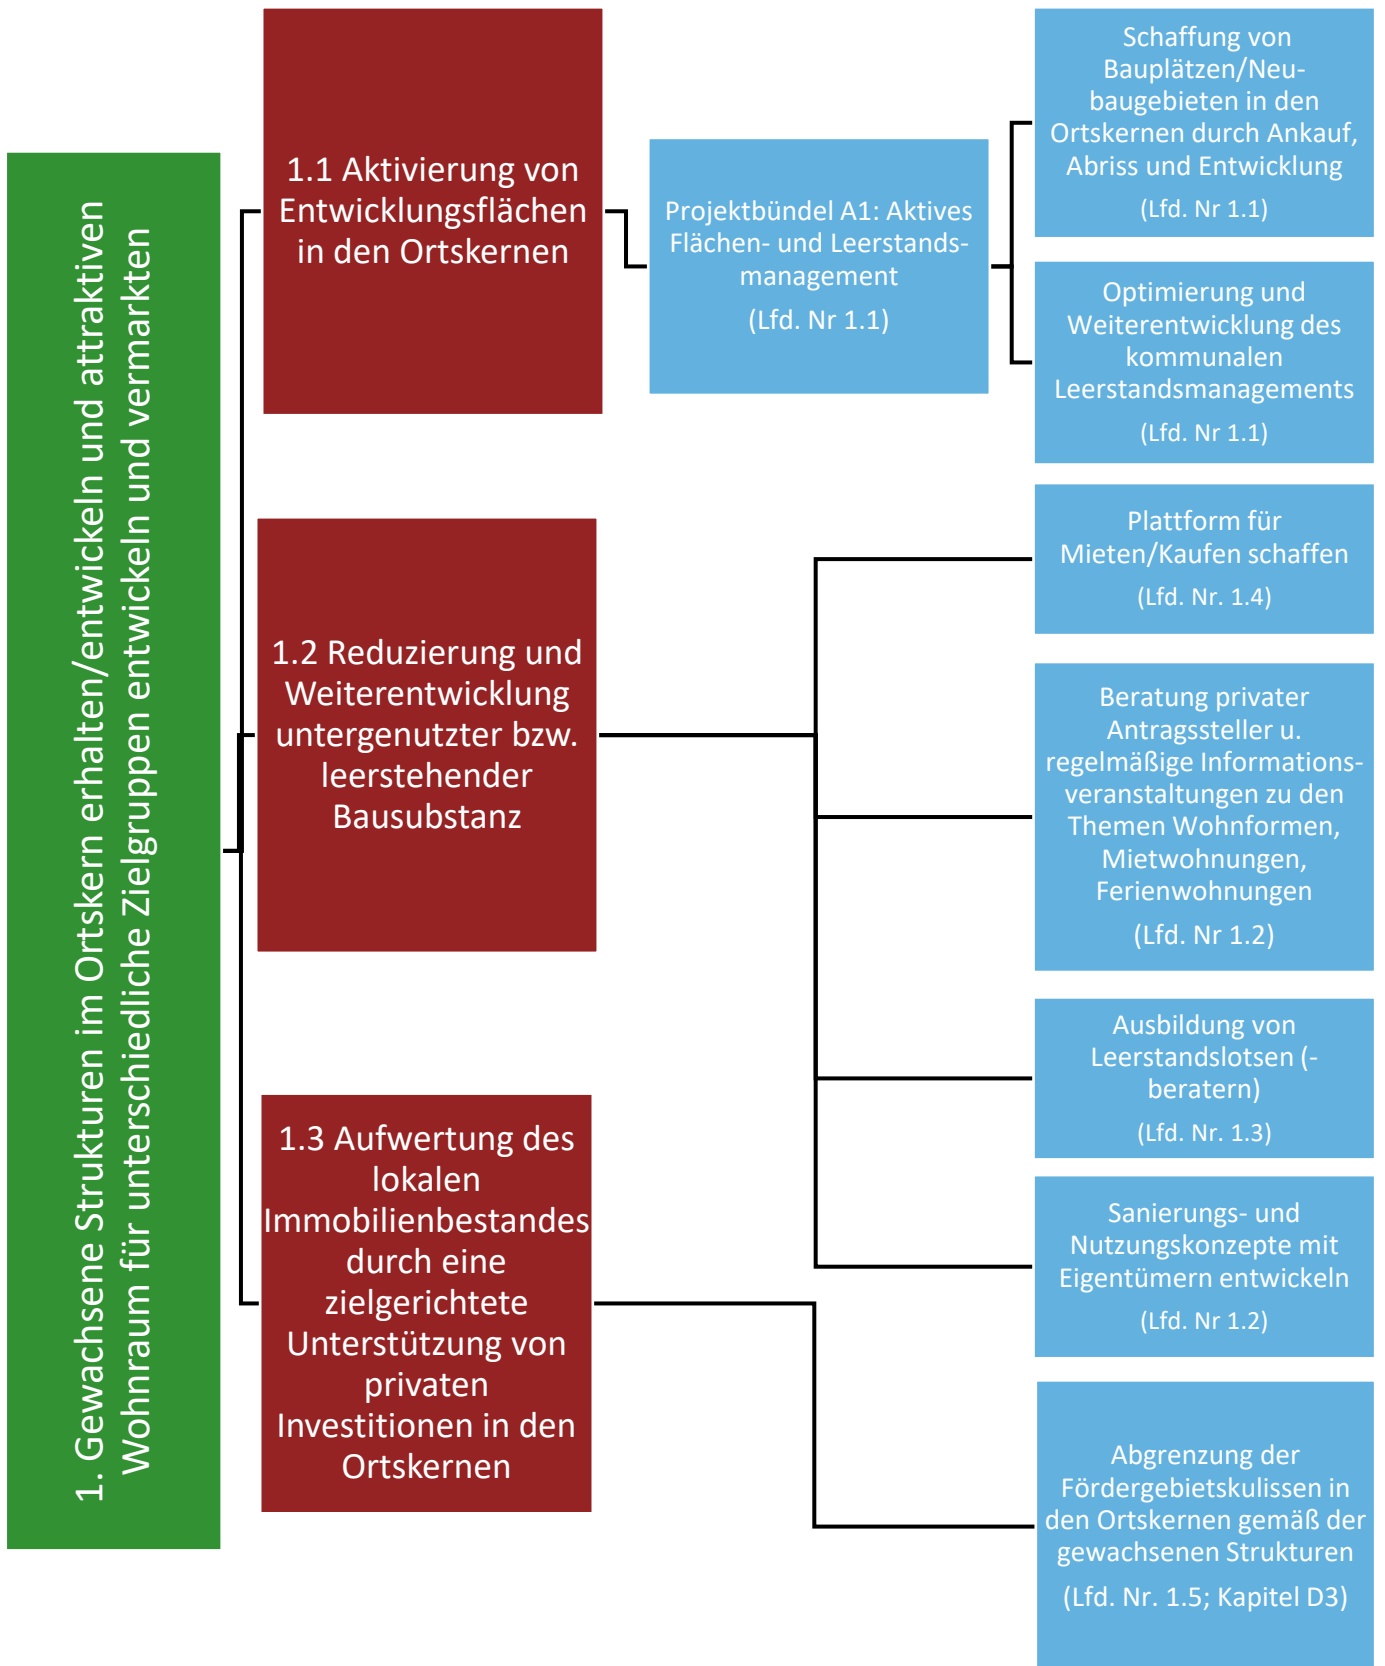 1. Gewachsene Strukturen im Ortskern erhalten/entwickeln und attraktiven
Wohnraum für unterschiedliche Zielgruppen entwickeln und vermarkten
1.1 Aktivierung von
Entwicklungsflächen
in den Ortskernen
Projektbündel A1: Aktives
Flächen- und Leerstands-
management
(Lfd. Nr 1.1)
Schaffung von
Bauplätzen/Neu-
baugebieten in den
Ortskernen durch Ankauf,
Abriss und Entwicklung
(Lfd. Nr 1.1)
Optimierung und
Weiterentwicklung des
kommunalen
Leerstandsmanagements
(Lfd. Nr 1.1)
1.2 Reduzierung und
Weiterentwicklung
untergenutzter bzw.
leerstehender
Bausubstanz
Plattform für
Mieten/Kaufen schaffen
(Lfd. Nr. 1.4)
Beratung privater
Antragssteller u.
regelmäßige Informations-
veranstaltungen zu den
Themen Wohnformen,
Mietwohnungen,
Ferienwohnungen
(Lfd. Nr 1.2)
Ausbildung von
Leerstandslotsen (-
beratern)
(Lfd. Nr. 1.3)
Sanierungs- und
Nutzungskonzepte mit
Eigentümern entwickeln
(Lfd. Nr 1.2)
1.3 Aufwertung des
lokalen
Immobilienbestandes
durch eine
zielgerichtete
Unterstützung von
privaten
Investitionen in den
Ortskernen
Abgrenzung der
Fördergebietskulissen in
den Ortskernen gemäß der
gewachsenen Strukturen
(Lfd. Nr. 1.5; Kapitel D3)